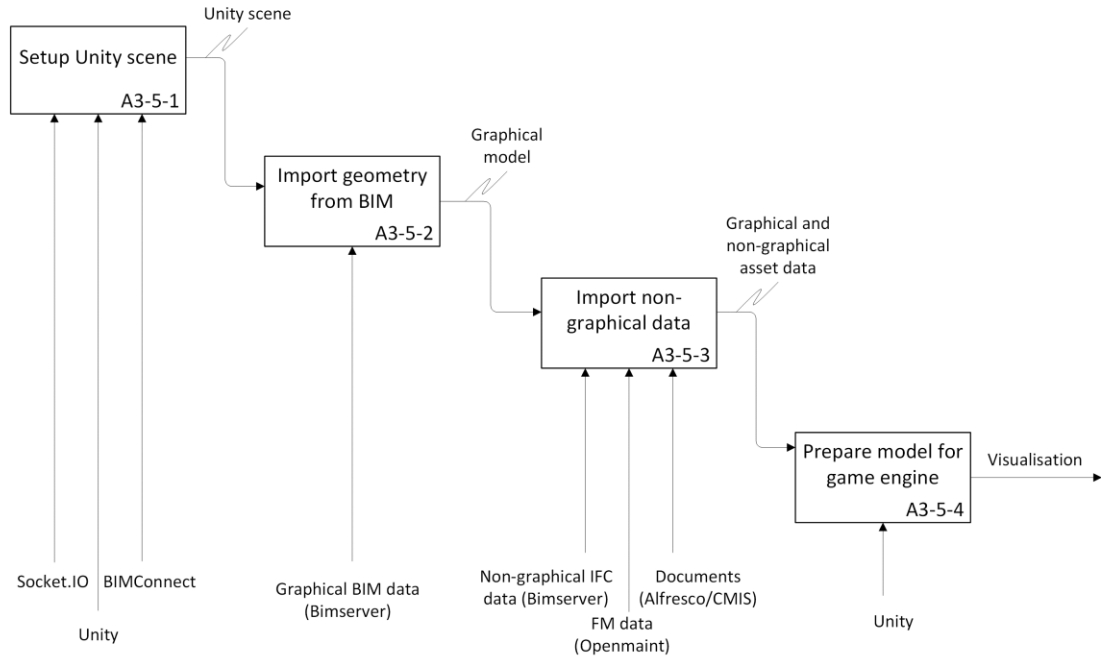 Unity scene
Setup Unity scene
A3-5-1
Graphical
model
Import geometry
from BIM
A3-5-2
Graphical and
non-graphical
asset data
Import non-
graphical data
A3-5-3
Prepare model for
game engine
A3-5-4
Visualisation
Socket.IO
BIMConnect
Unity
Graphical BIM data
(Bimserver)
Non-graphical IFC
data (Bimserver)
FM data
(Openmaint)
Documents
(Alfresco/CMIS)
Unity